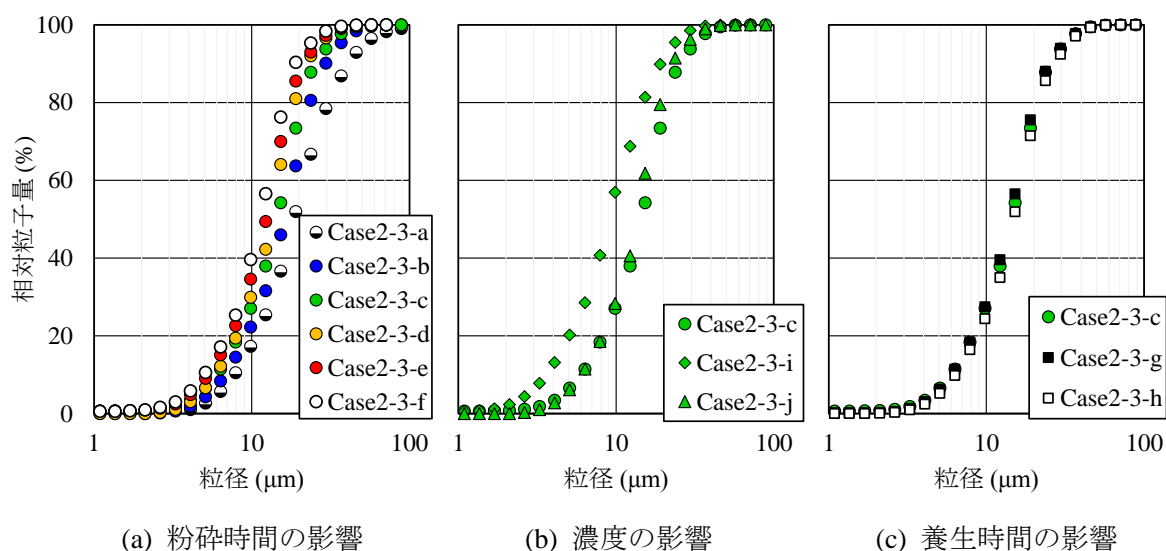 相対粒子量 (%)
100
80
60
40
20
0
Case2-3-a
Case2-3-b
Case2-3-c
Case2-3-d
Case2-3-e
Case2-3-f
1 10 100
粒径 (μm)
(a) 粉砕時間の影響
Case2-3-c
Case2-3-i
Case2-3-j
1 10 100
粒径 (μm)
(b) 濃度の影響
Case2-3-c
Case2-3-g
Case2-3-h
1 10 100
粒径 (μm)
(c) 養生時間の影響